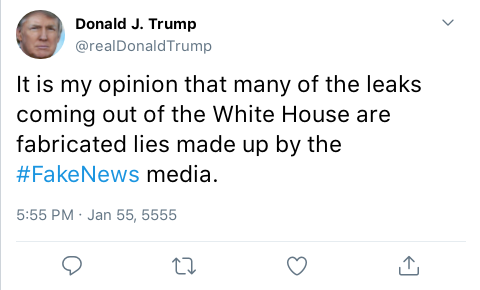 Donald J. Trump
@realDonaldTrump
It is my opinion that many of the leaks
coming out of the White House are
fabricated lies made up by the
#FakeNews media.
5:55 PM · Jan 55, 5555